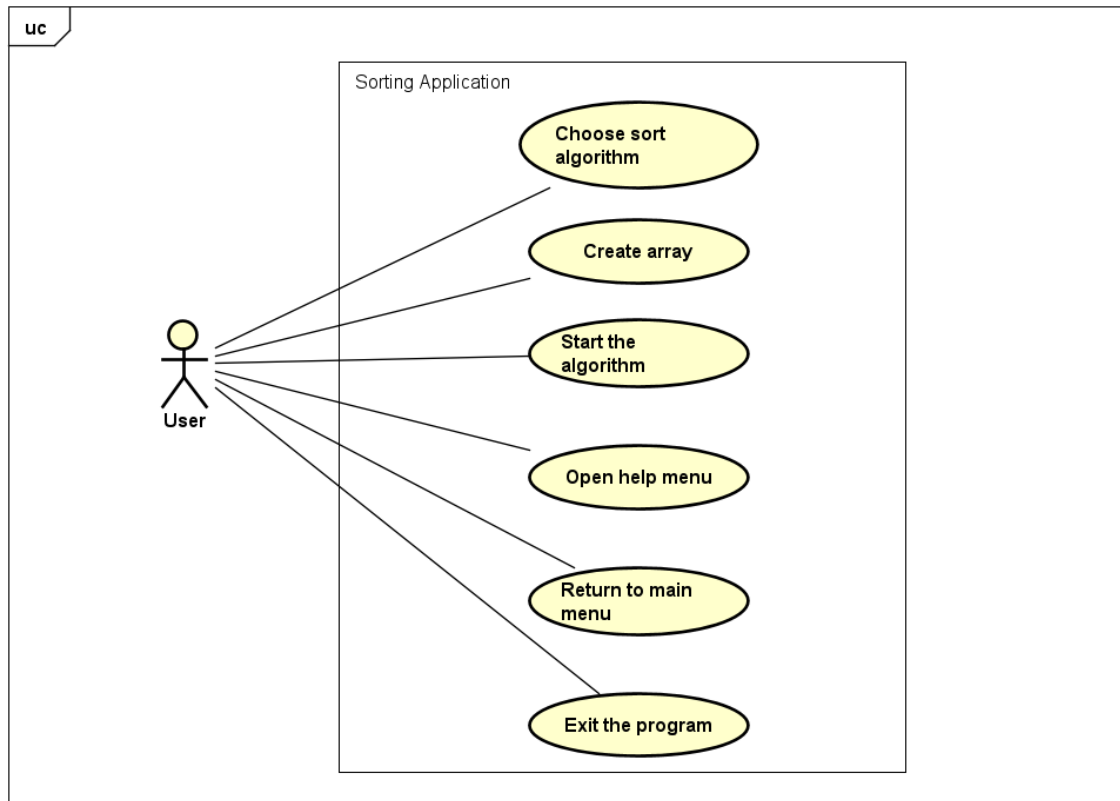 uc
Sorting Application
Choose sort
algorithm
Create array
Start the
algorithm
User
Open help menu
Return to main
menu
Exit the program